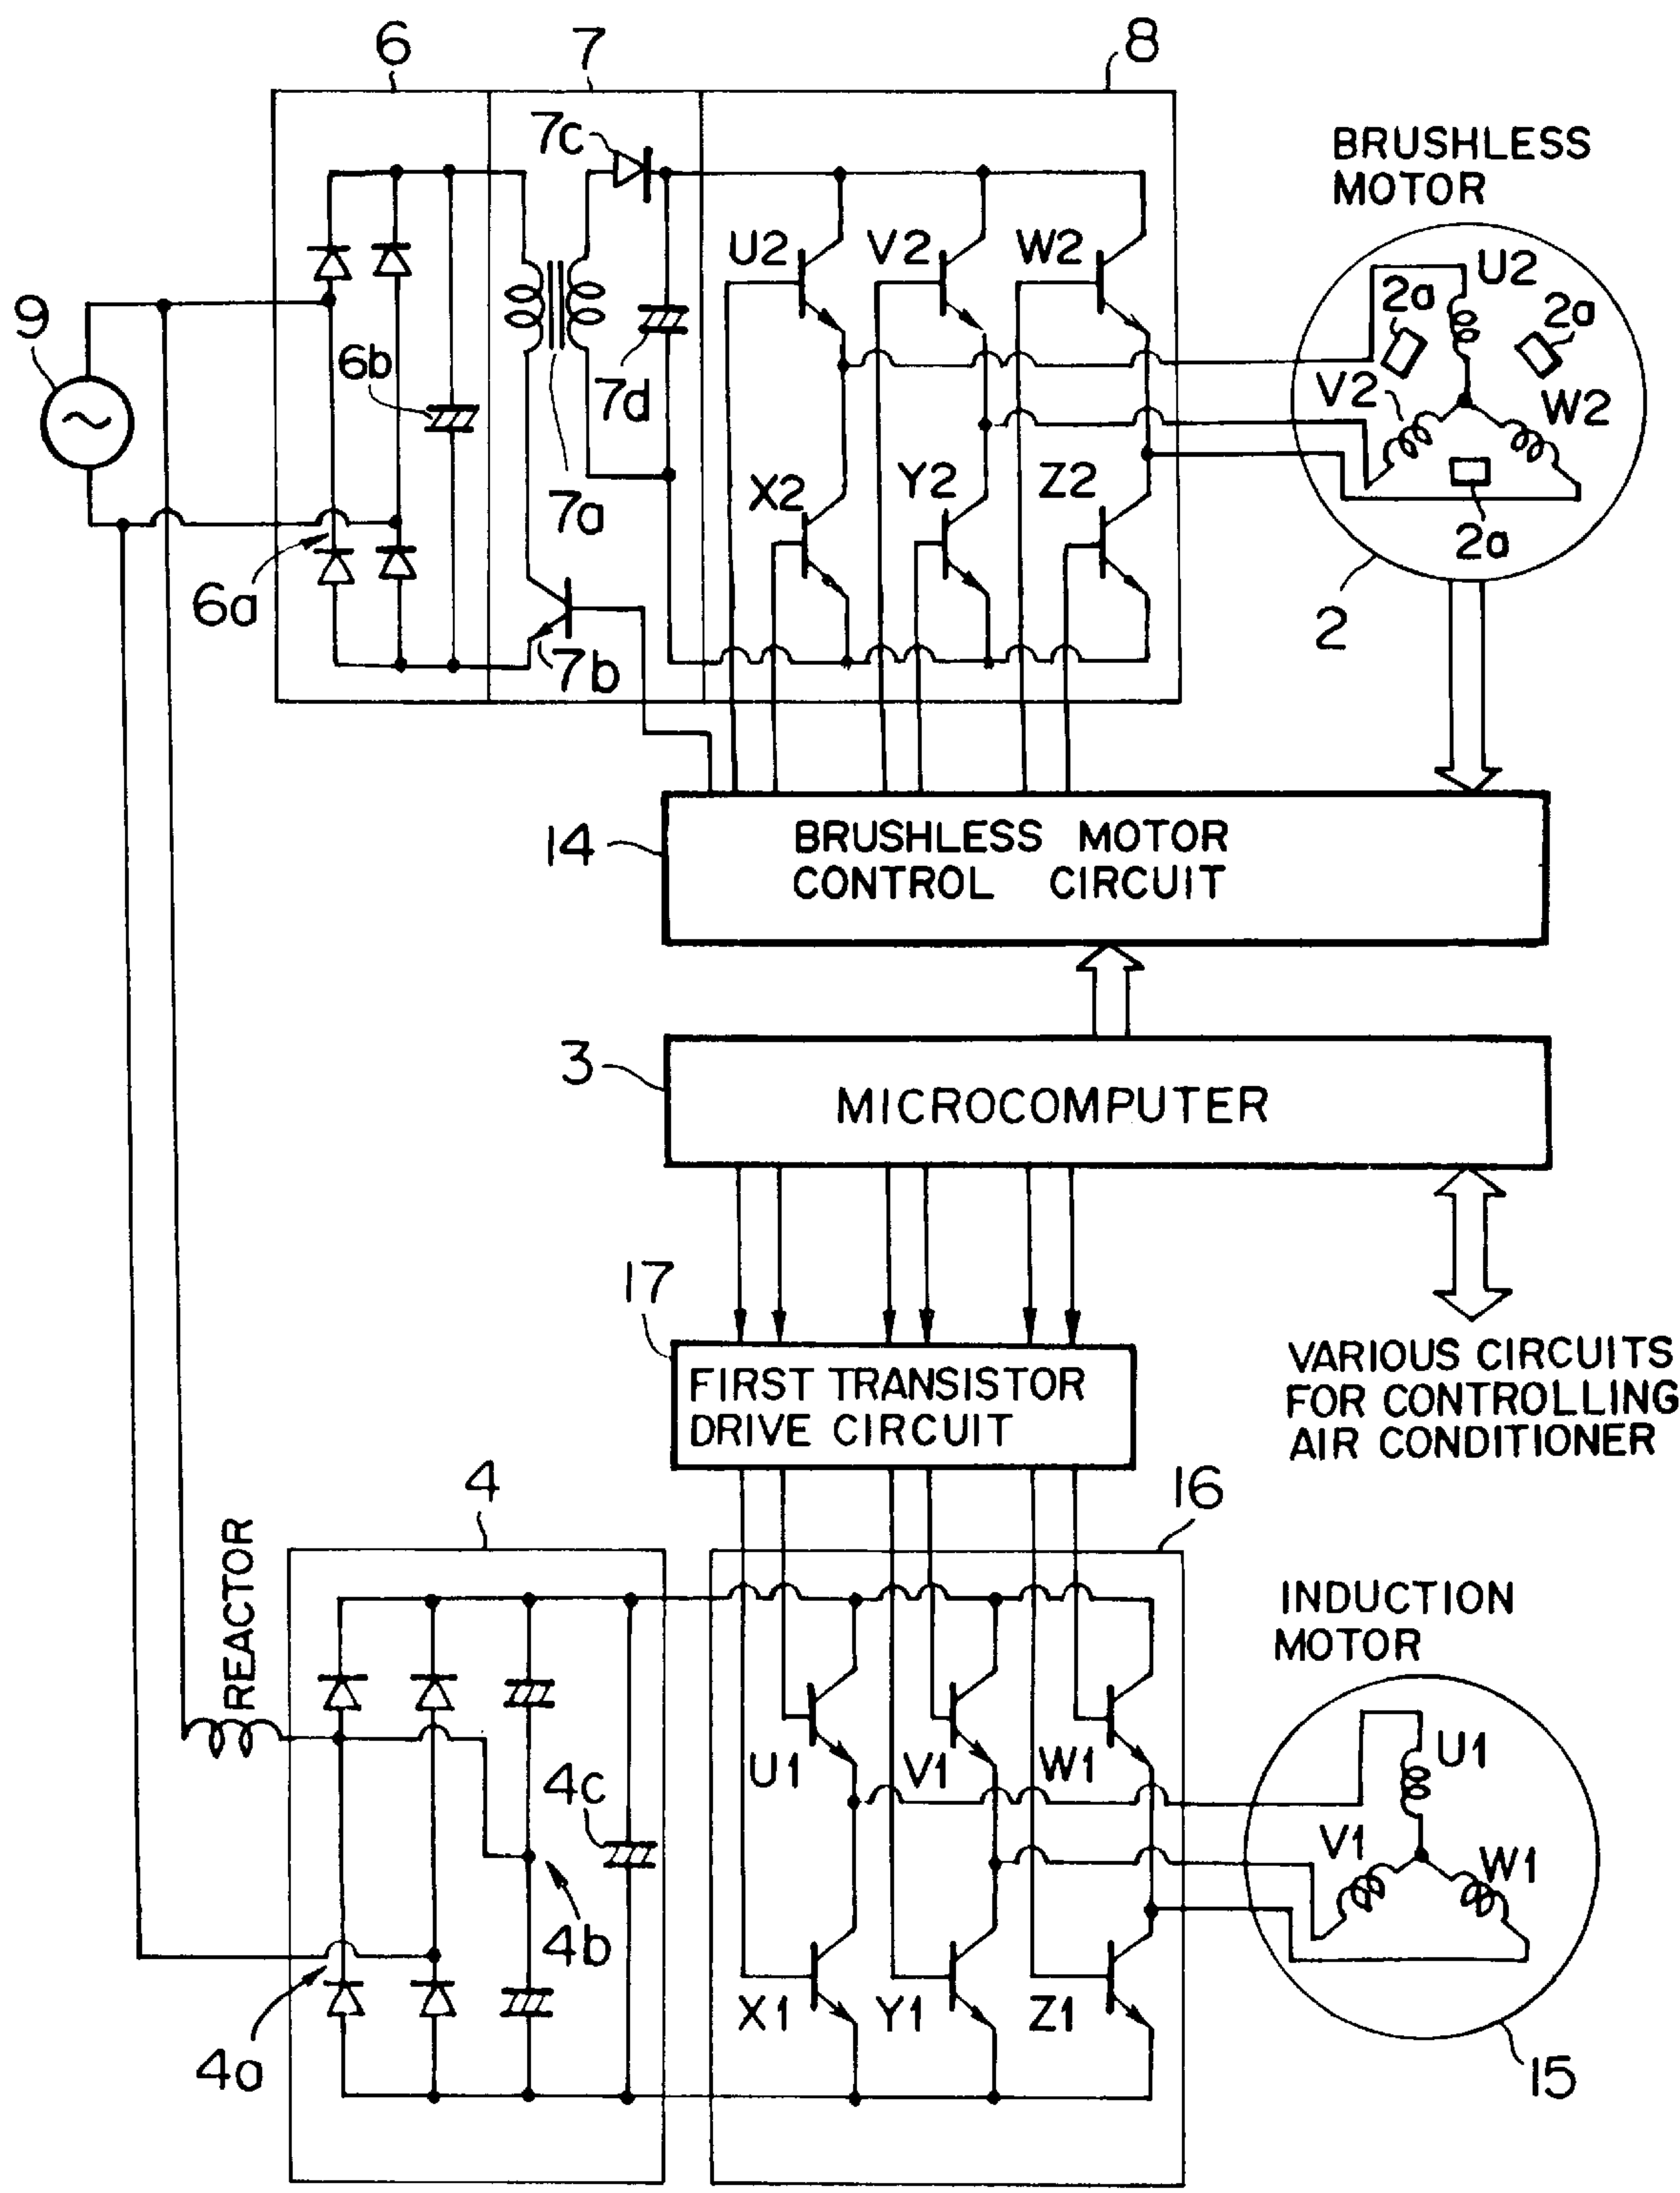 6
7
8
7c
BRUSHLESS
MOTOR
U2
V2
W2
U2
2a
2a
9
6b
7d
V2
W2
X2
Y2
Z2
7a
2a
6a
7b
2
14
BRUSHLESS MOTOR
CONTROL CIRCUIT
3
MICROCOMPUTER
17
FIRST TRANSISTOR
DRIVE CIRCUIT
VARIOUS CIRCUITS
FOR CONTROLLING
AIR CONDITIONER
4
16
REACTOR
INDUCTION
MOTOR
U1
V1
W1
U1
4c
V1
W1
4b
4a
X1
Y1
Z1
15